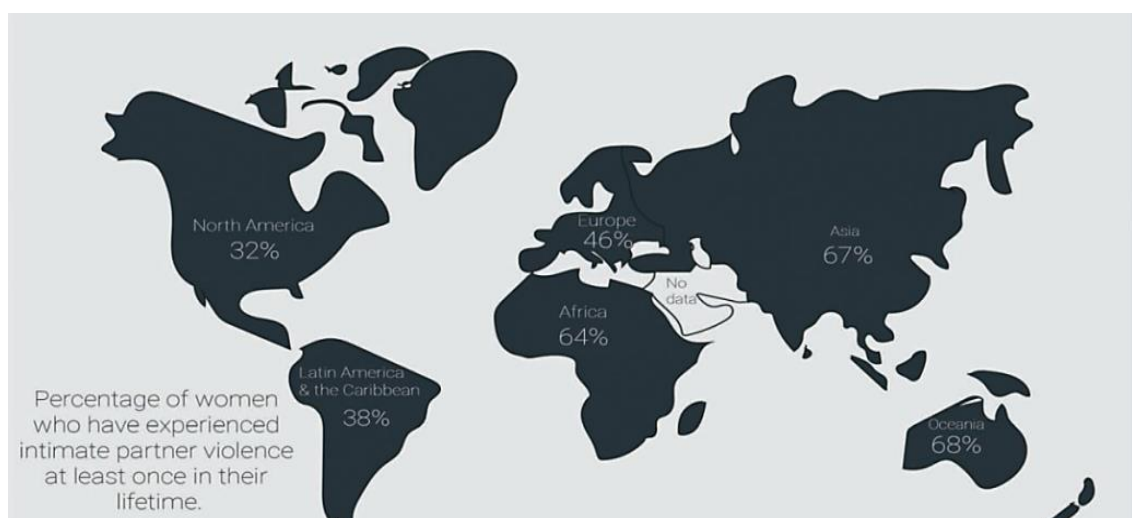 North America
32%
Europe
46%
Asia
67%
No
data
Africa
64%
Latin America
& the Caribbean
38%
Oceania
68%
Percentage of women
who have experienced
intimate partner violence
at least once in their
lifetime.